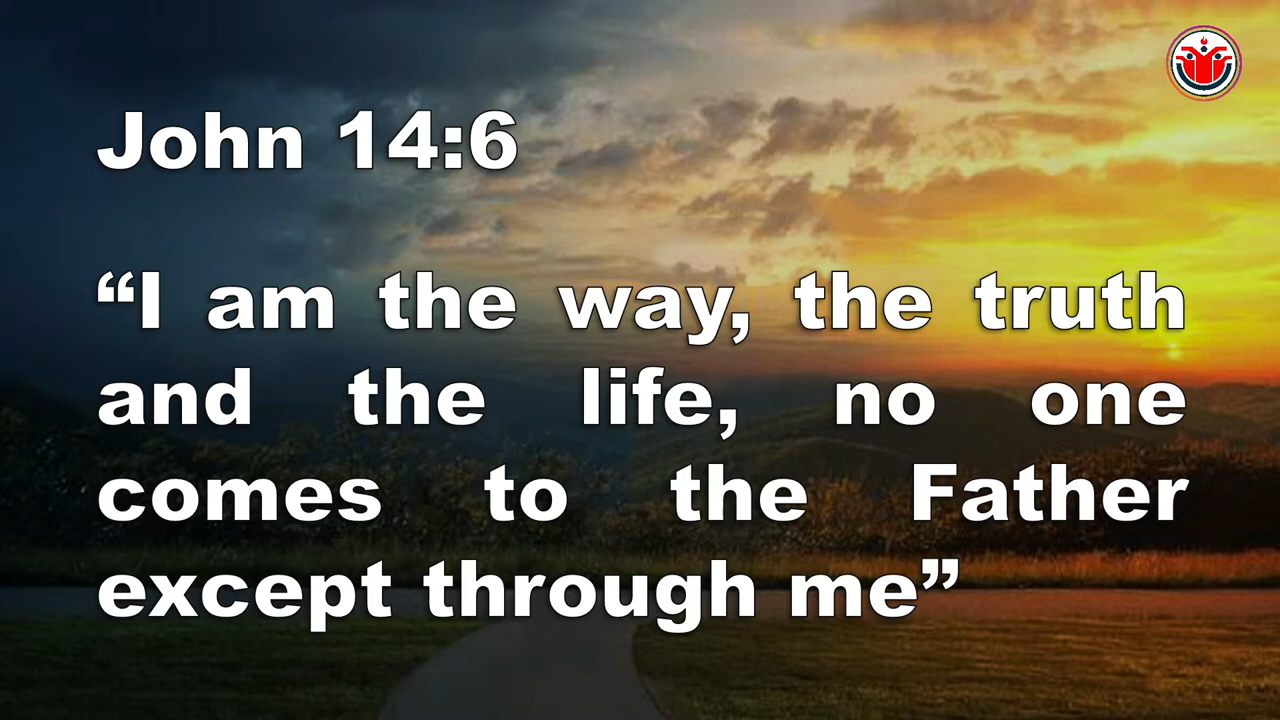 John 14:6
“I am the way, the truth
and the life, no one
comes to the Father
except through me”